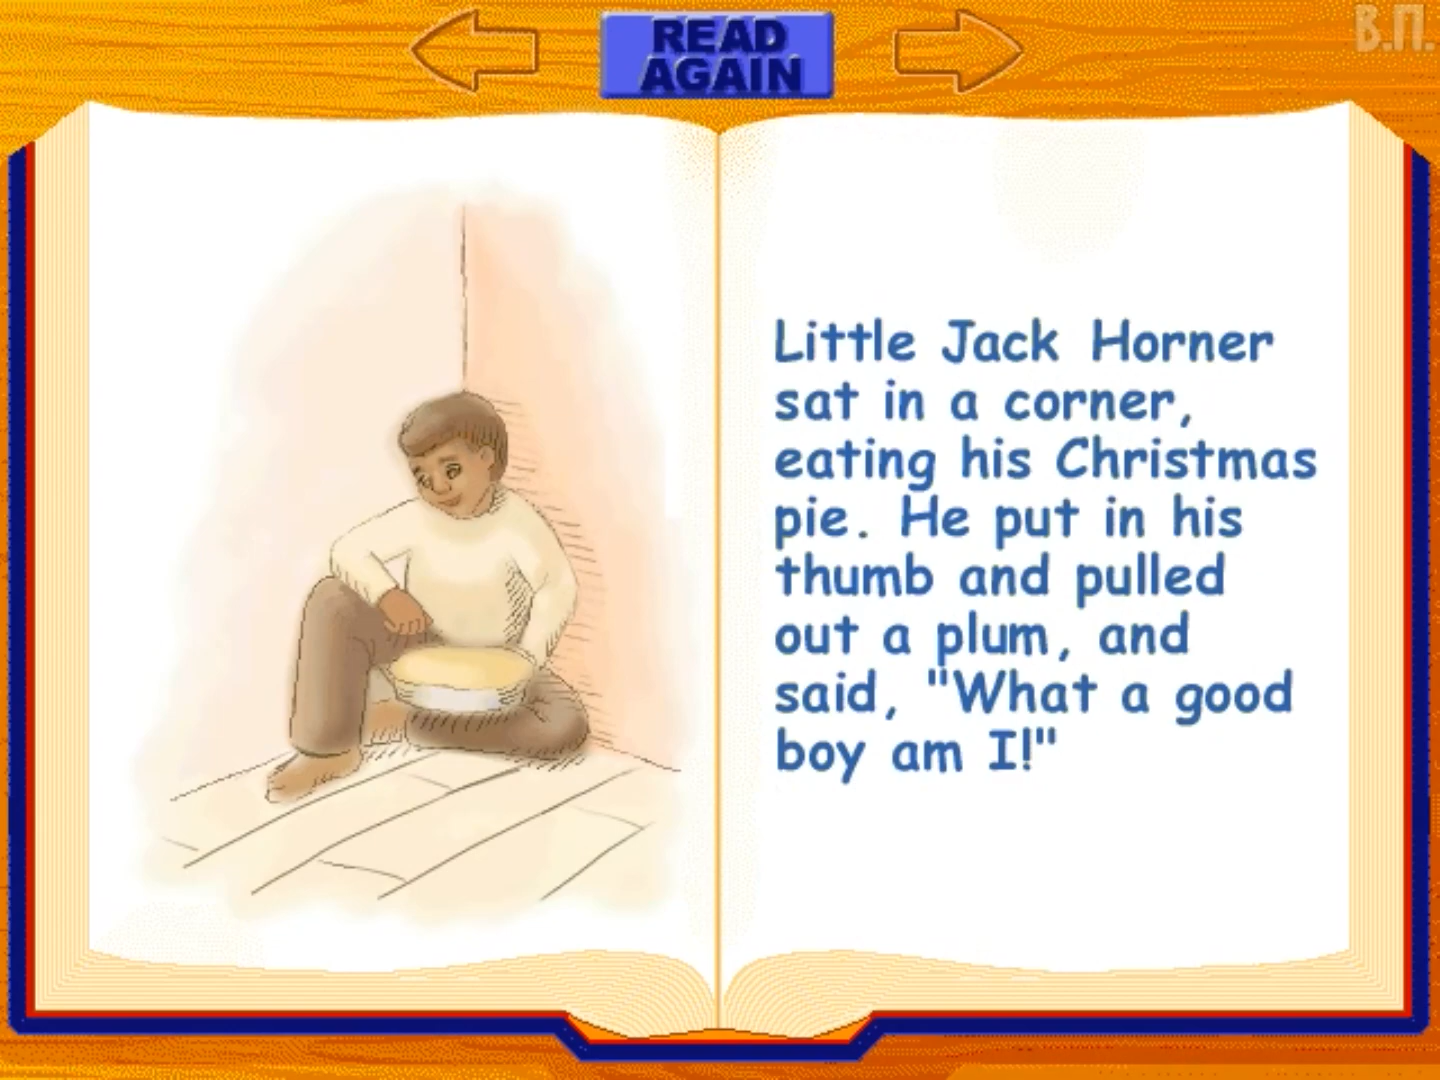 READ
AGAIN
В.П.
Little Jack Horner
sat in a corner,
eating his Christmas
pie. He put in his
thumb and pulled
out a plum, and
said, "What a good
boy am I!"